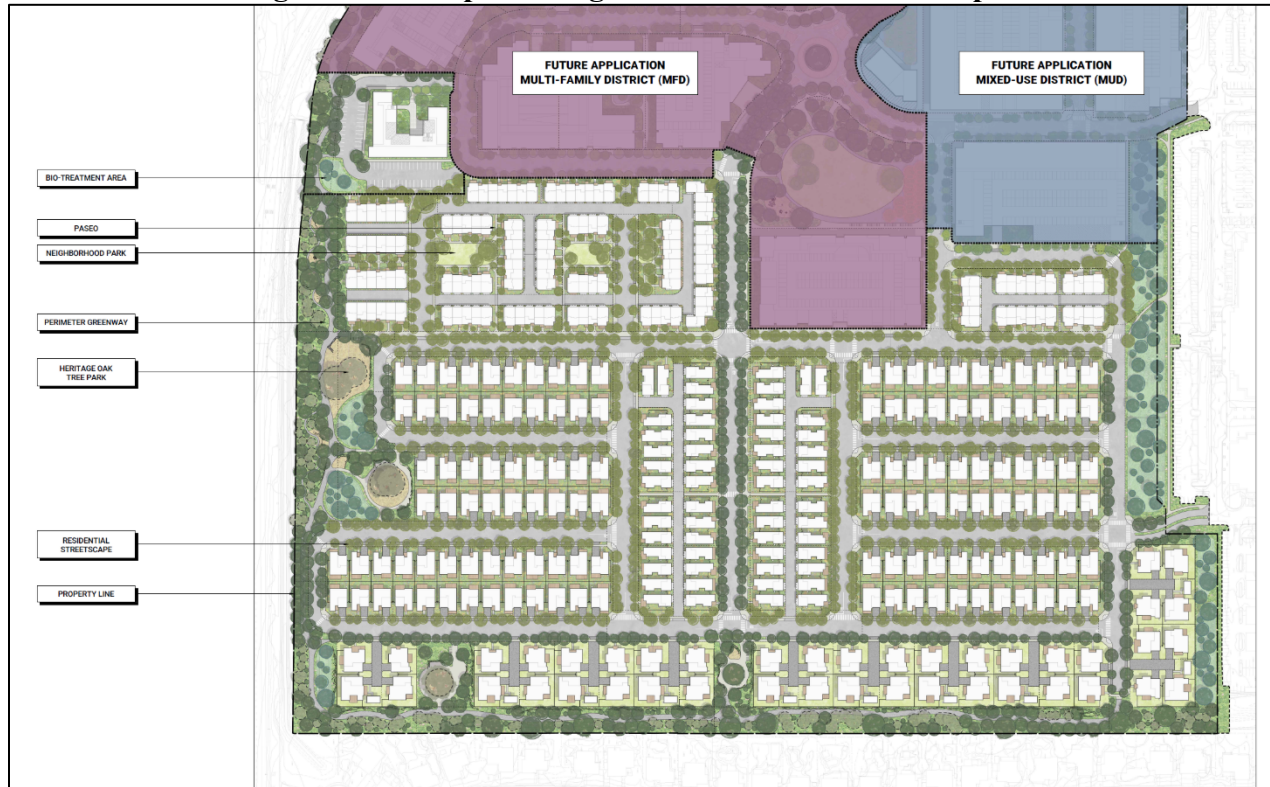 FUTURE APPLICATION
MULTI-FAMILY DISTRICT (MFD)
FUTURE APPLICATION
MIXED-USE DISTRICT (MUD)
BIO-TREATMENT AREA
PASEO
NEIGHBORHOOD PARK
PERIMETER GREENWAY
HERITAGE OAK
TREE PARK
RESIDENTIAL
STREETSCAPE
PROPERTY LINE